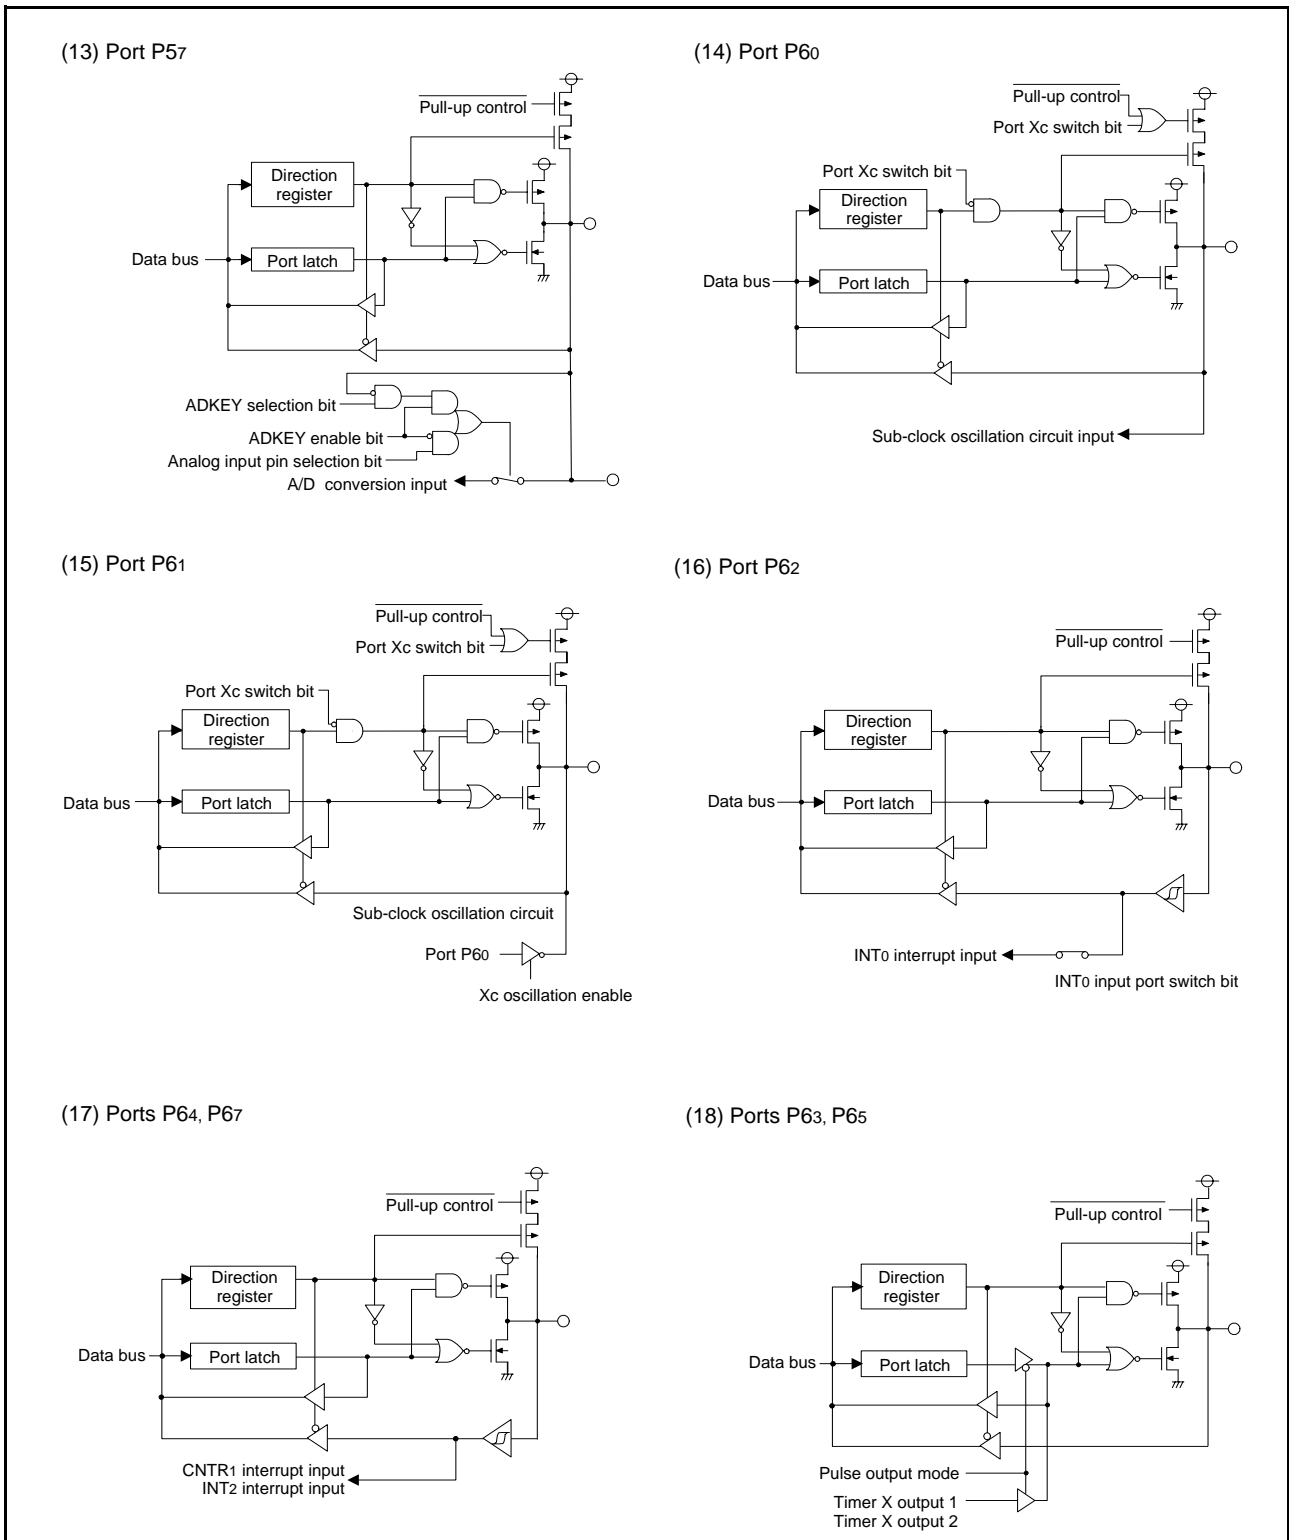 (13) Port P57
Pull-up control
Direction
register
Port latch
Data bus
ADKEY selection bit
ADKEY enable bit
Analog input pin selection bit
A/D conversion input
(14) Port P60
Pull-up control
Port Xc switch bit
Port Xc switch bit
Direction
register
Port latch
Data bus
Sub-clock oscillation circuit input
(15) Port P61
Pull-up control
Port Xc switch bit
Port Xc switch bit
Direction
register
Port latch
Data bus
Sub-clock oscillation circuit
Port P60
Xc oscillation enable
(16) Port P62
Pull-up control
Direction
register
Port latch
Data bus
INT0 interrupt input
INT0 input port switch bit
(17) Ports P64, P67
Pull-up control
Direction
register
Port latch
Data bus
CNTR1 interrupt input
INT2 interrupt input
(18) Ports P63, P65
Pull-up control
Direction
register
Port latch
Data bus
Pulse output mode
Timer X output 1
Timer X output 2